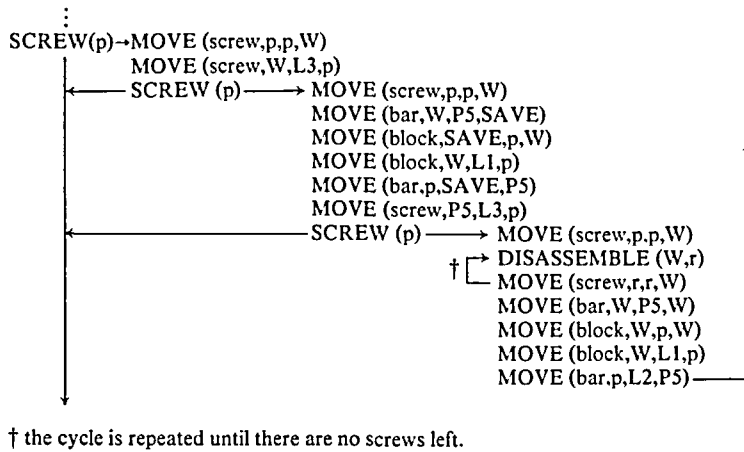 SCREW(p)→MOVE (screw,p,p,W)
MOVE (screw,W,L3,p)
SCREW (p) → MOVE (screw,p,p,W)
MOVE (bar,W,P5,SAVE)
MOVE (block,SAVE,p,W)
MOVE (block,W,L1,p)
MOVE (bar,p,SAVE,P5)
MOVE (screw,P5,L3,p)
SCREW (p) → MOVE (screw,p,p,W)
† DISASSEMBLE (W,r)
MOVE (screw,r,r,W)
MOVE (bar,W,P5,W)
MOVE (block,W,p,W)
MOVE (block,W,L1,p)
MOVE (bar,p,L2,P5)
† the cycle is repeated until there are no screws left.